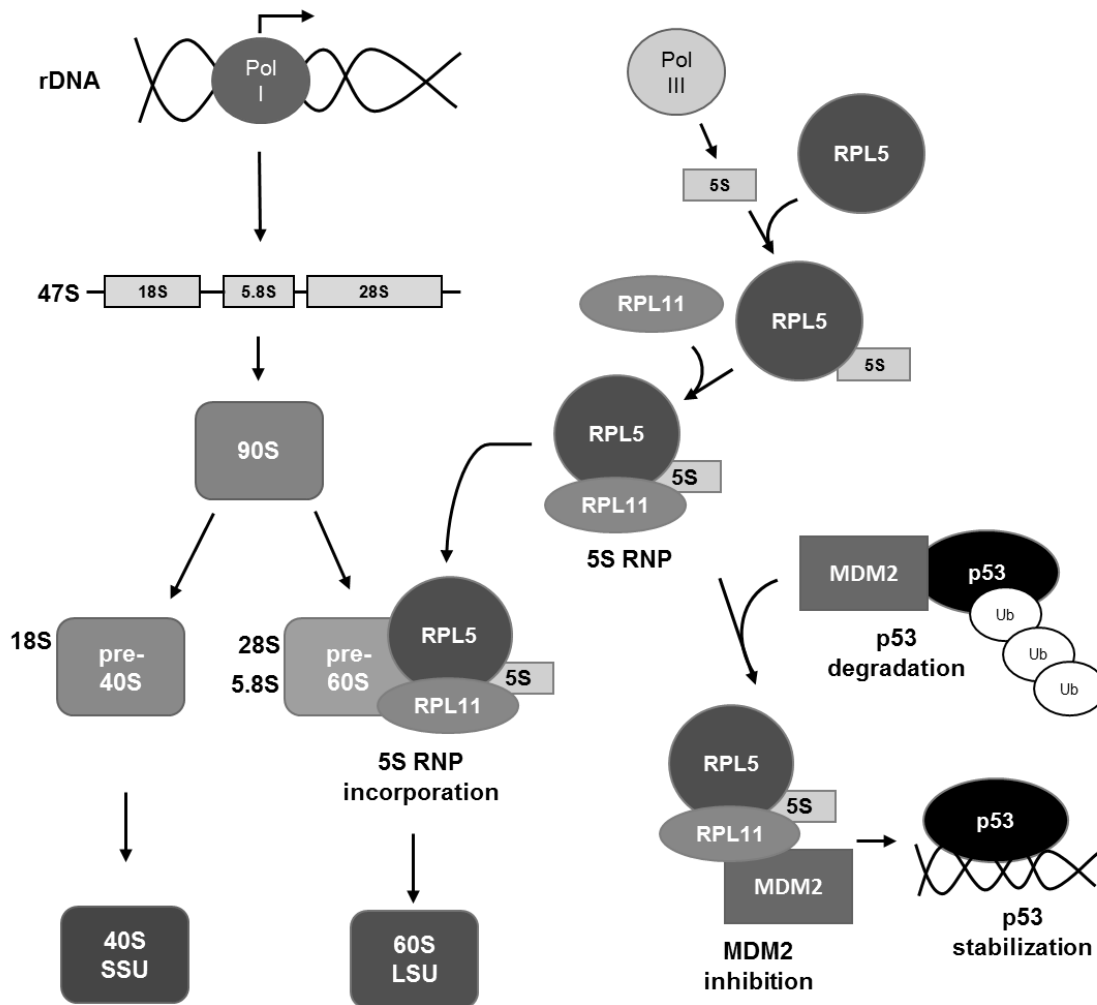 rDNA
Pol
I
47S
18S
5.8S
28S
90S
18S
pre-
40S
28S
5.8S
pre-
60S
RPL5
5S
RPL11
5S RNP
incorporation
40S
SSU
60S
LSU
Pol
III
5S
RPL5
RPL11
RPL5
5S
RPL5
5S
RPL11
5S RNP
MDM2
p53
Ub
Ub
Ub
p53
degradation
RPL5
5S
RPL11
MDM2
MDM2
inhibition
p53
p53
stabilization